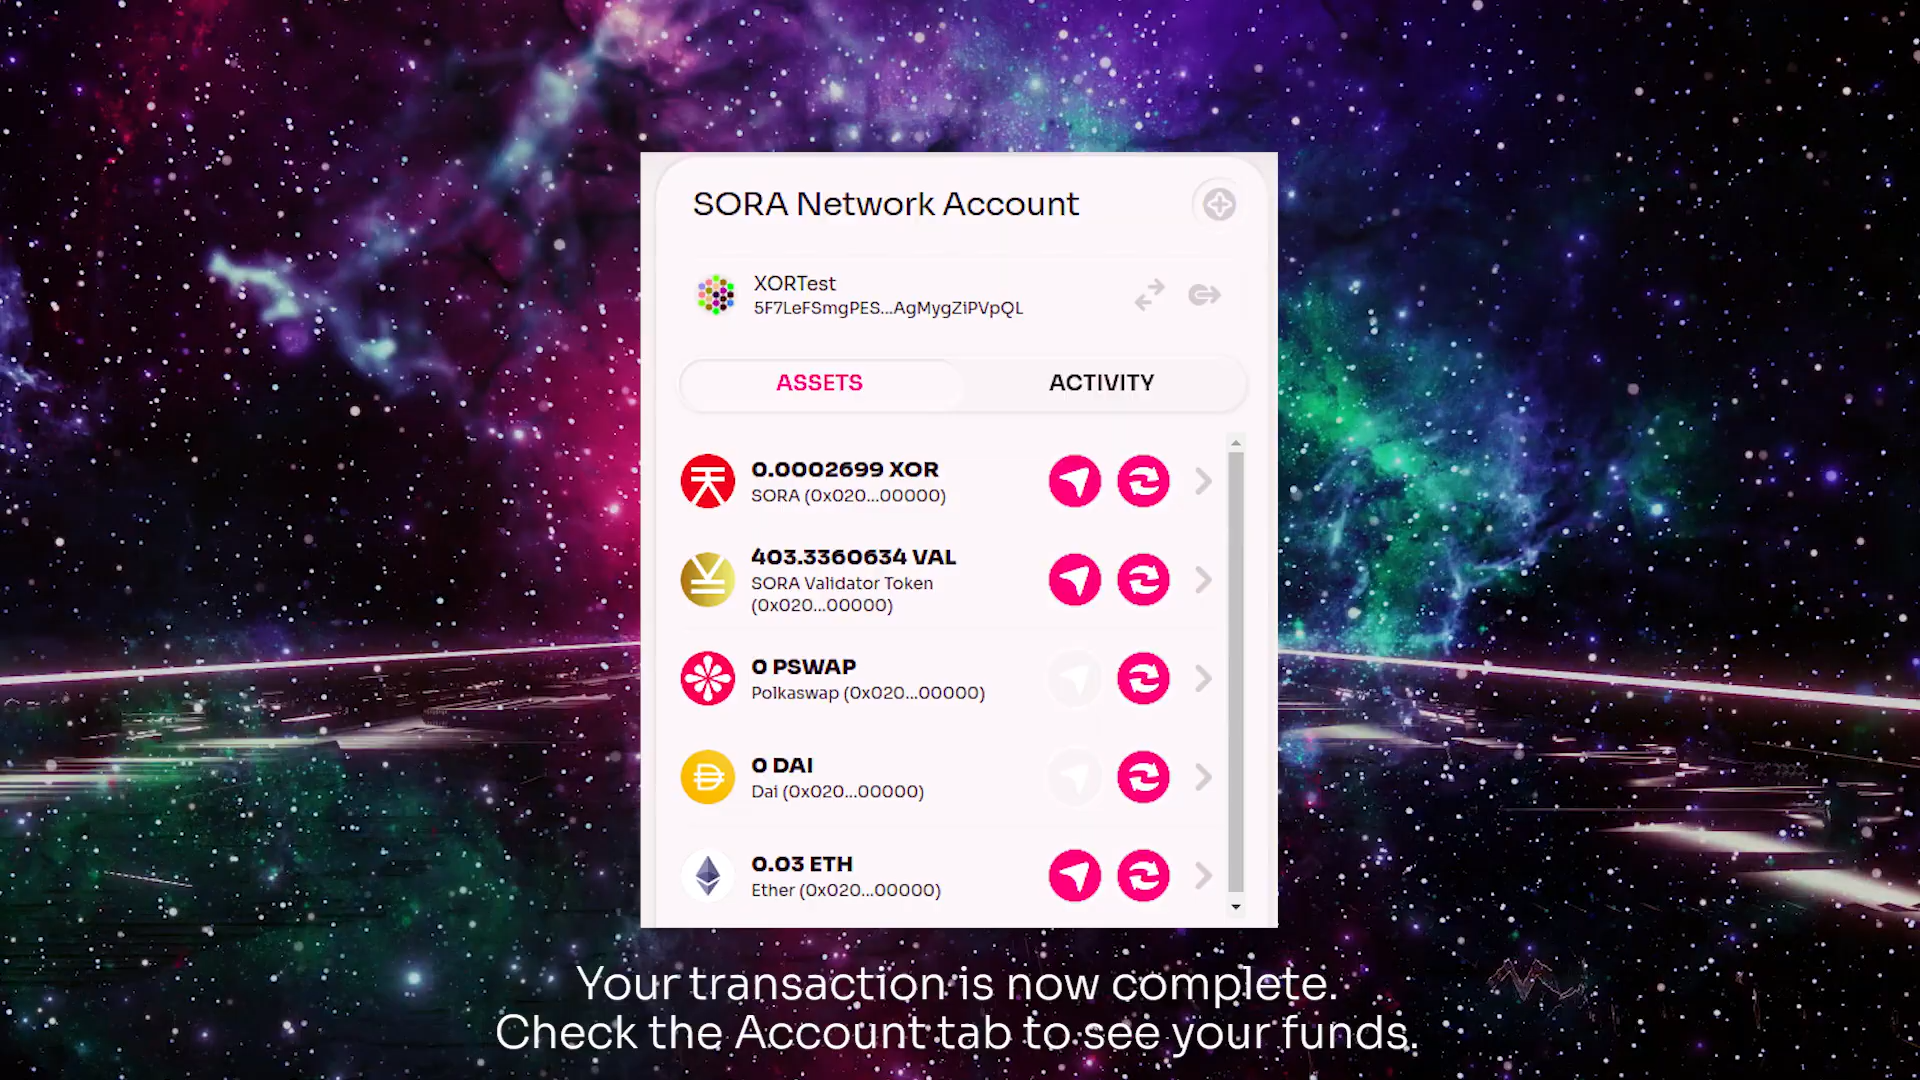 SORA Network Account
XORTest
5F7LeFSmgPES...AgMygZiPVpQL
ASSETS
ACTIVITY
0.0002699 XOR
SORA (0x020...00000)
403.3360634 VAL
SORA Validator Token
(0x020...00000)
0 PSWAP
Polkaswap (0x020...00000)
0 DAI
Dai (0x020...00000)
0.03 ETH
Ether (0x020...00000)
Your transaction is now complete.
Check the Account tab to see your funds.